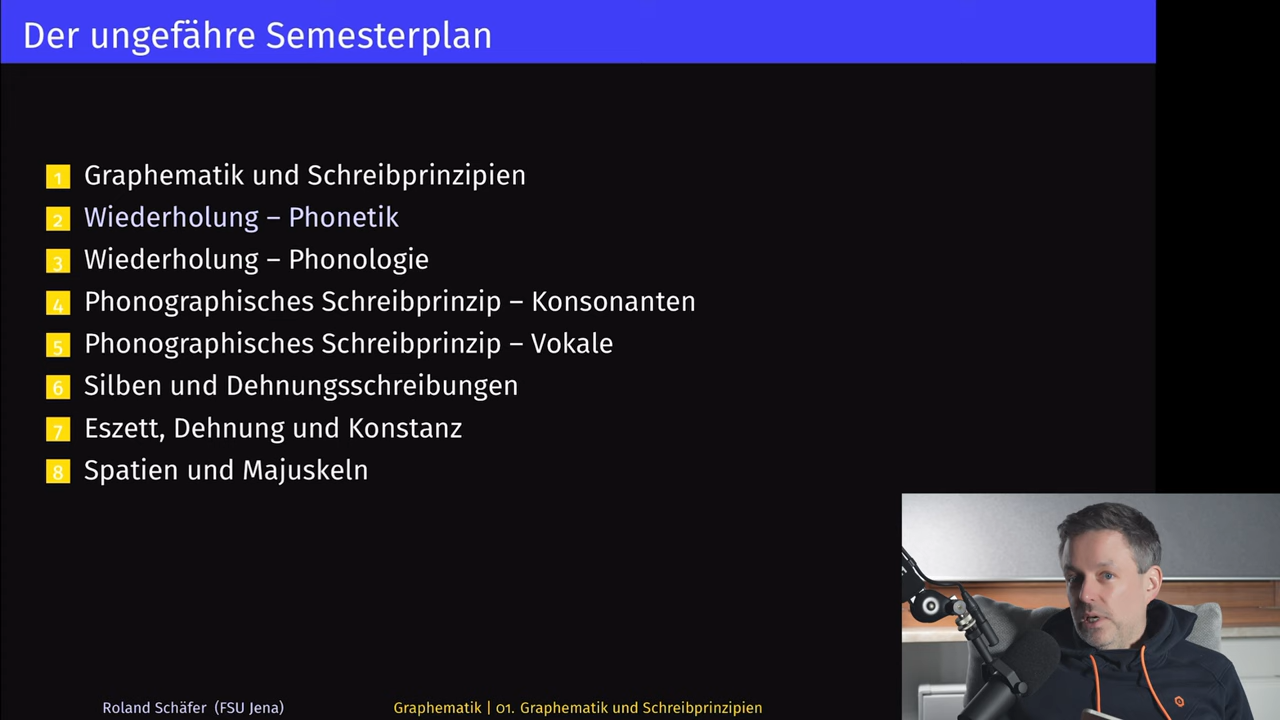 Der ungefähre Semesterplan
1 Graphematik und Schreibprinzipien
2 Wiederholung – Phonetik
3 Wiederholung – Phonologie
4 Phonographisches Schreibprinzip – Konsonanten
5 Phonographisches Schreibprinzip – Vokale
6 Silben und Dehnungsschreibungen
7 Eszett, Dehnung und Konstanz
8 Spatien und Majuskeln
Roland Schäfer (FSU Jena) Graphematik | 01. Graphematik und Schreibprinzipien